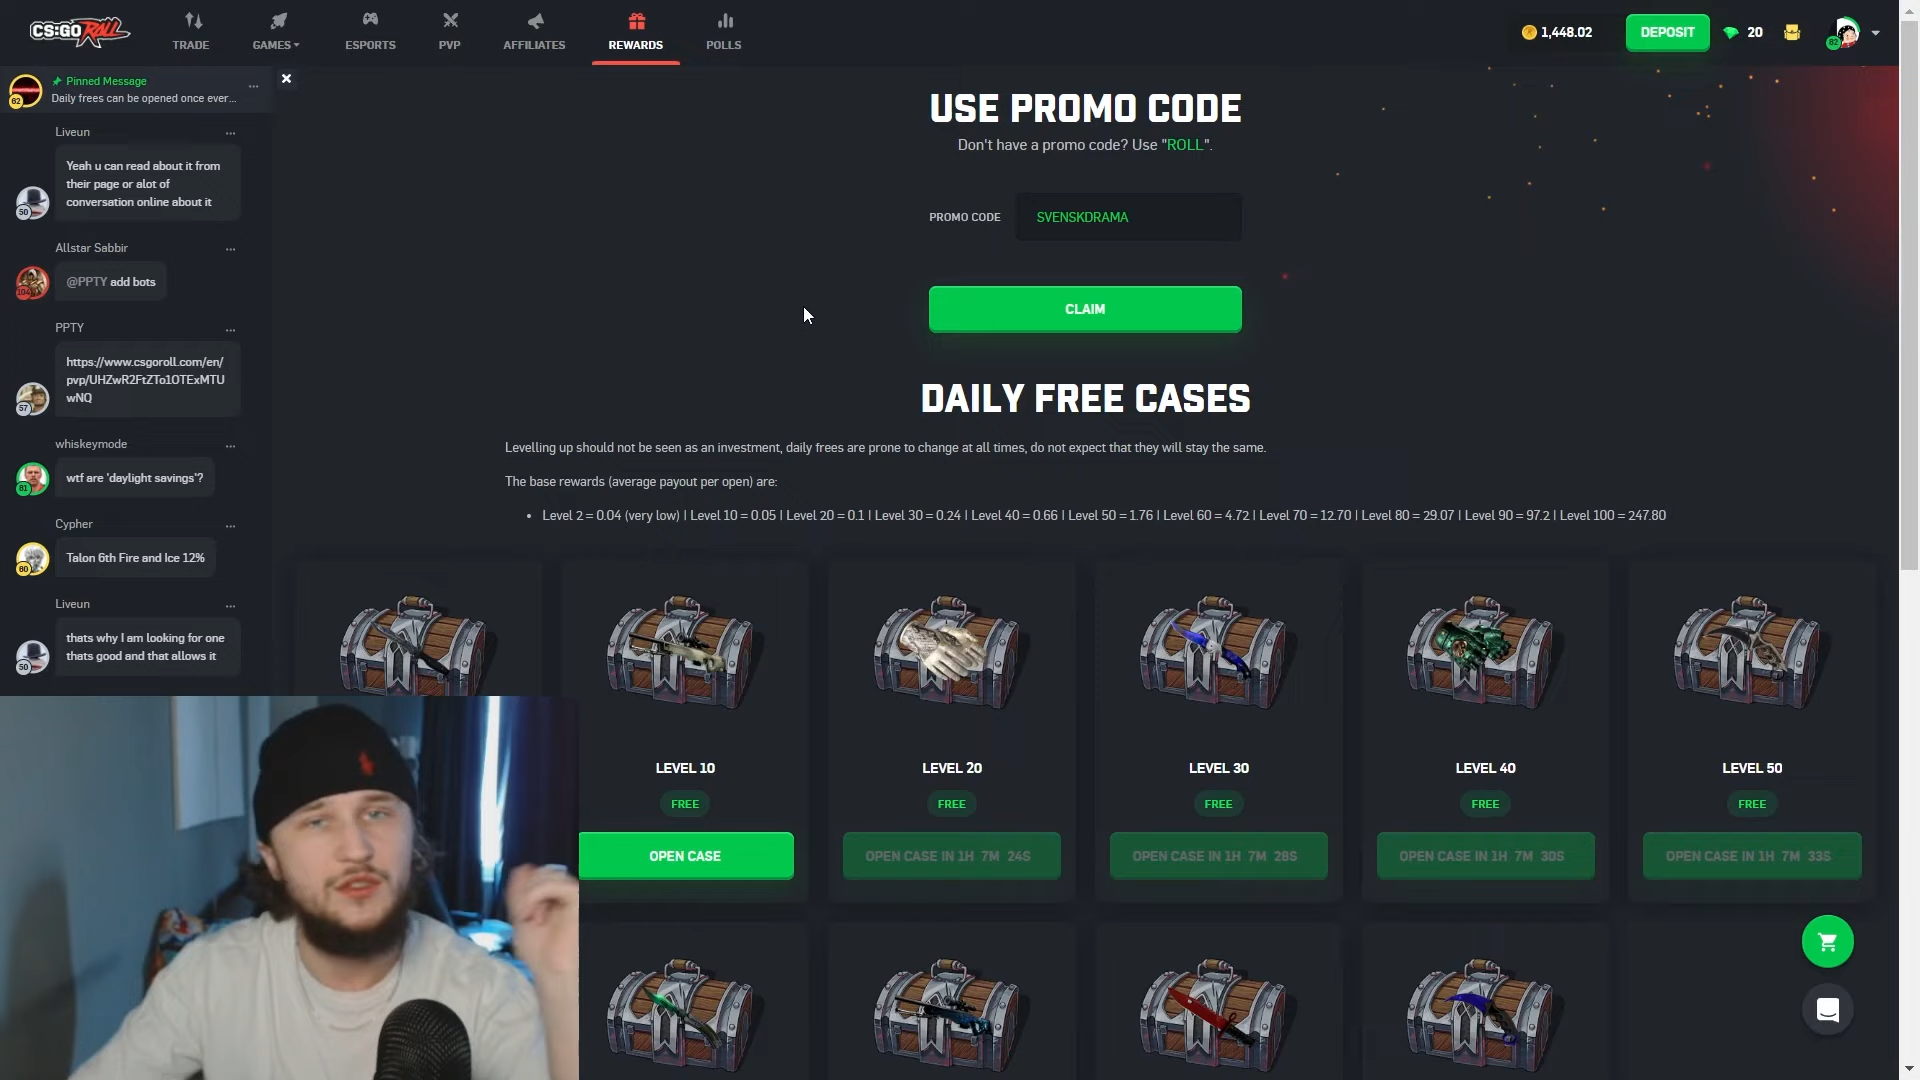 CS:GO ROLL
TRADE
GAMES
ESPORTS
PVP
AFFILIATES
REWARDS
POLLS
1,448.02
DEPOSIT
20
82
Pinned Message
Daily frees can be opened once ever...
82
Liveun
Yeah u can read about it from
their page or alot of
conversation online about it
50
Allstar Sabbir
@PPTY add bots
104
PPTY
https://www.csgoroll.com/en/
pvp/UHZwR2FtZTo1OTExMTU
wNQ
57
whiskeymode
wtf are 'daylight savings'?
81
Cypher
Talon 6th Fire and Ice 12%
60
Liveun
thats why I am looking for one
thats good and that allows it
50
USE PROMO CODE
Don't have a promo code? Use "ROLL".
PROMO CODE
SVENSKDRAMA
CLAIM
DAILY FREE CASES
Levelling up should not be seen as an investment, daily frees are prone to change at all times, do not expect that they will stay the same.
The base rewards (average payout per open) are:
• Level 2 = 0.04 (very low) | Level 10 = 0.05 | Level 20 = 0.1 | Level 30 = 0.24 | Level 40 = 0.66 | Level 50 = 1.76 | Level 60 = 4.72 | Level 70 = 12.70 | Level 80 = 29.07 | Level 90 = 97.2 | Level 100 = 247.80
LEVEL 10
FREE
OPEN CASE
LEVEL 20
FREE
OPEN CASE IN 1H 7M 24S
LEVEL 30
FREE
OPEN CASE IN 1H 7M 28S
LEVEL 40
FREE
OPEN CASE IN 1H 7M 30S
LEVEL 50
FREE
OPEN CASE IN 1H 7M 33S